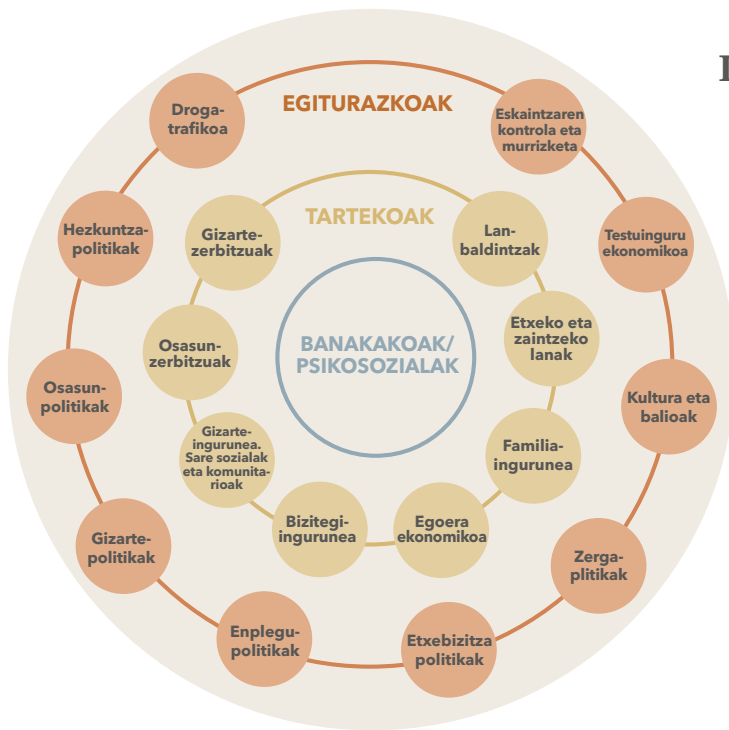 EGITURAZKOAK
Droga-
trafikoa
Eskaintzaren
kontrola eta
murrizketa
Hezkuntza-
politikak
Testuinguru
ekonomikoa
Osasun-
politikak
Kultura eta
balioak
Gizarte-
politikak
Zerga-
plitikak
Enplegu-
politikak
Etxebizitza
politikak
TARTEKOAK
Gizarte-
zerbitzuak
Lan-
baldintzak
Osasun-
zerbitzuak
Etxeko eta
zaintzeko
lanak
Gizarte-
ingurunea.
Sare sozialak
eta komunita-
rioak
Familia-
ingurunea
Bizitegi-
ingurunea
Egoera
ekonomikoa
BANAKAKOAK/
PSIKOSOZIALAK